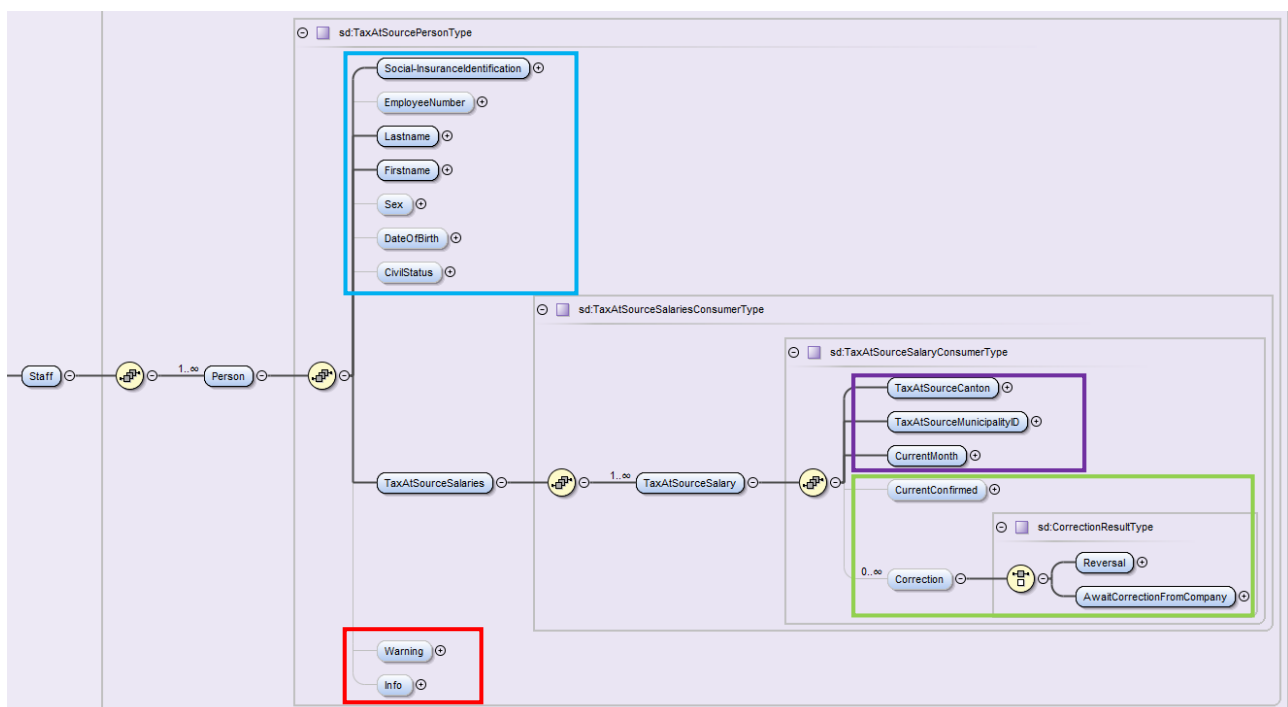 sd:TaxAtSourcePersonType
Social-InsuranceIdentification
EmployeeNumber
Lastname
Firstname
Sex
DateOfBirth
CivilStatus
sd:TaxAtSourceSalariesConsumerType
sd:TaxAtSourceSalaryConsumerType
Staff
1..∞
Person
TaxAtSourceCanton
TaxAtSourceMunicipalityID
CurrentMonth
TaxAtSourceSalaries
1..∞
TaxAtSourceSalary
CurrentConfirmed
sd:CorrectionResultType
0..∞
Correction
Reversal
AwaitCorrectionFromCompany
Warning
Info